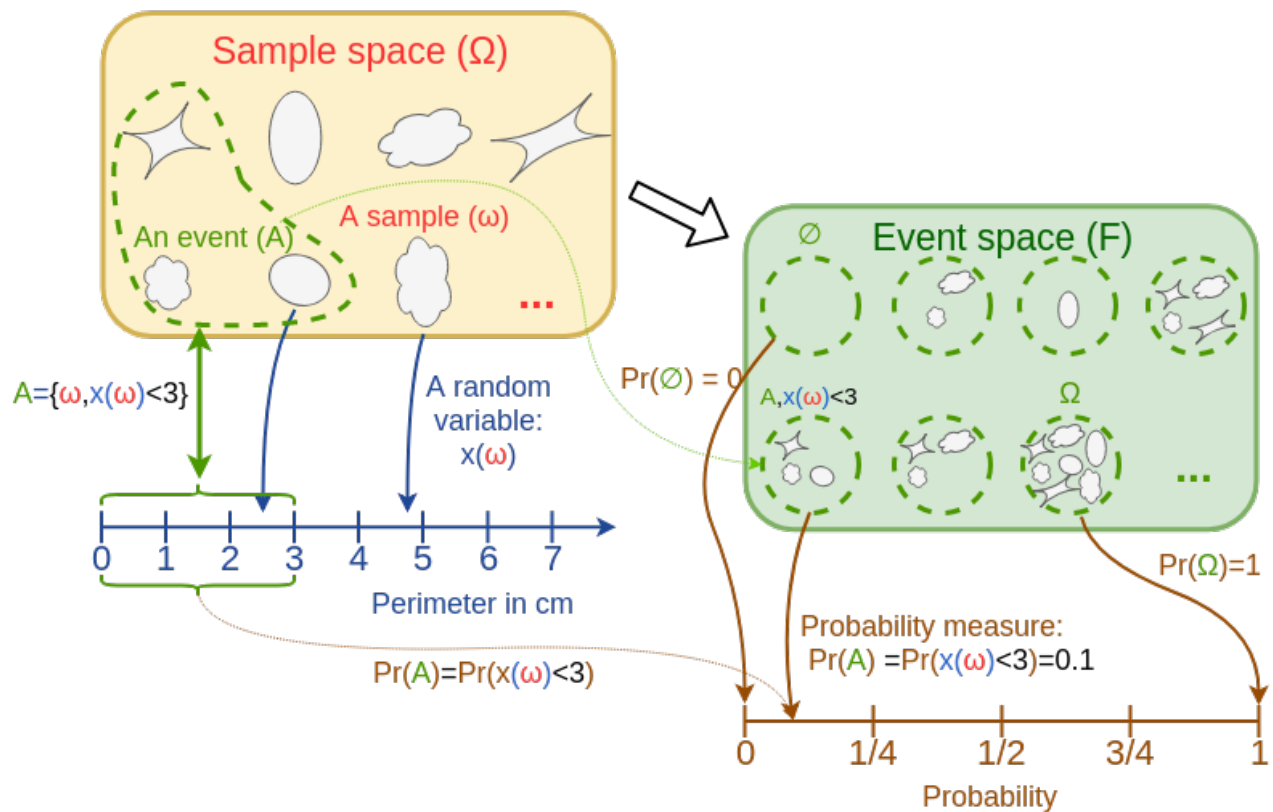 Sample space (Ω)
A sample (ω)
An event (A)
...
A={ω,x(ω)<3}
A random
variable:
x(ω)
0 1 2 3 4 5 6 7
Perimeter in cm
Pr(A)=Pr(x(ω)<3)
Event space (F)
∅
A,x(ω)<3
Ω
...
Pr(∅) = 0
Pr(Ω)=1
Probability measure:
Pr(A) =Pr(x(ω)<3)=0.1
0 1/4 1/2 3/4 1
Probability